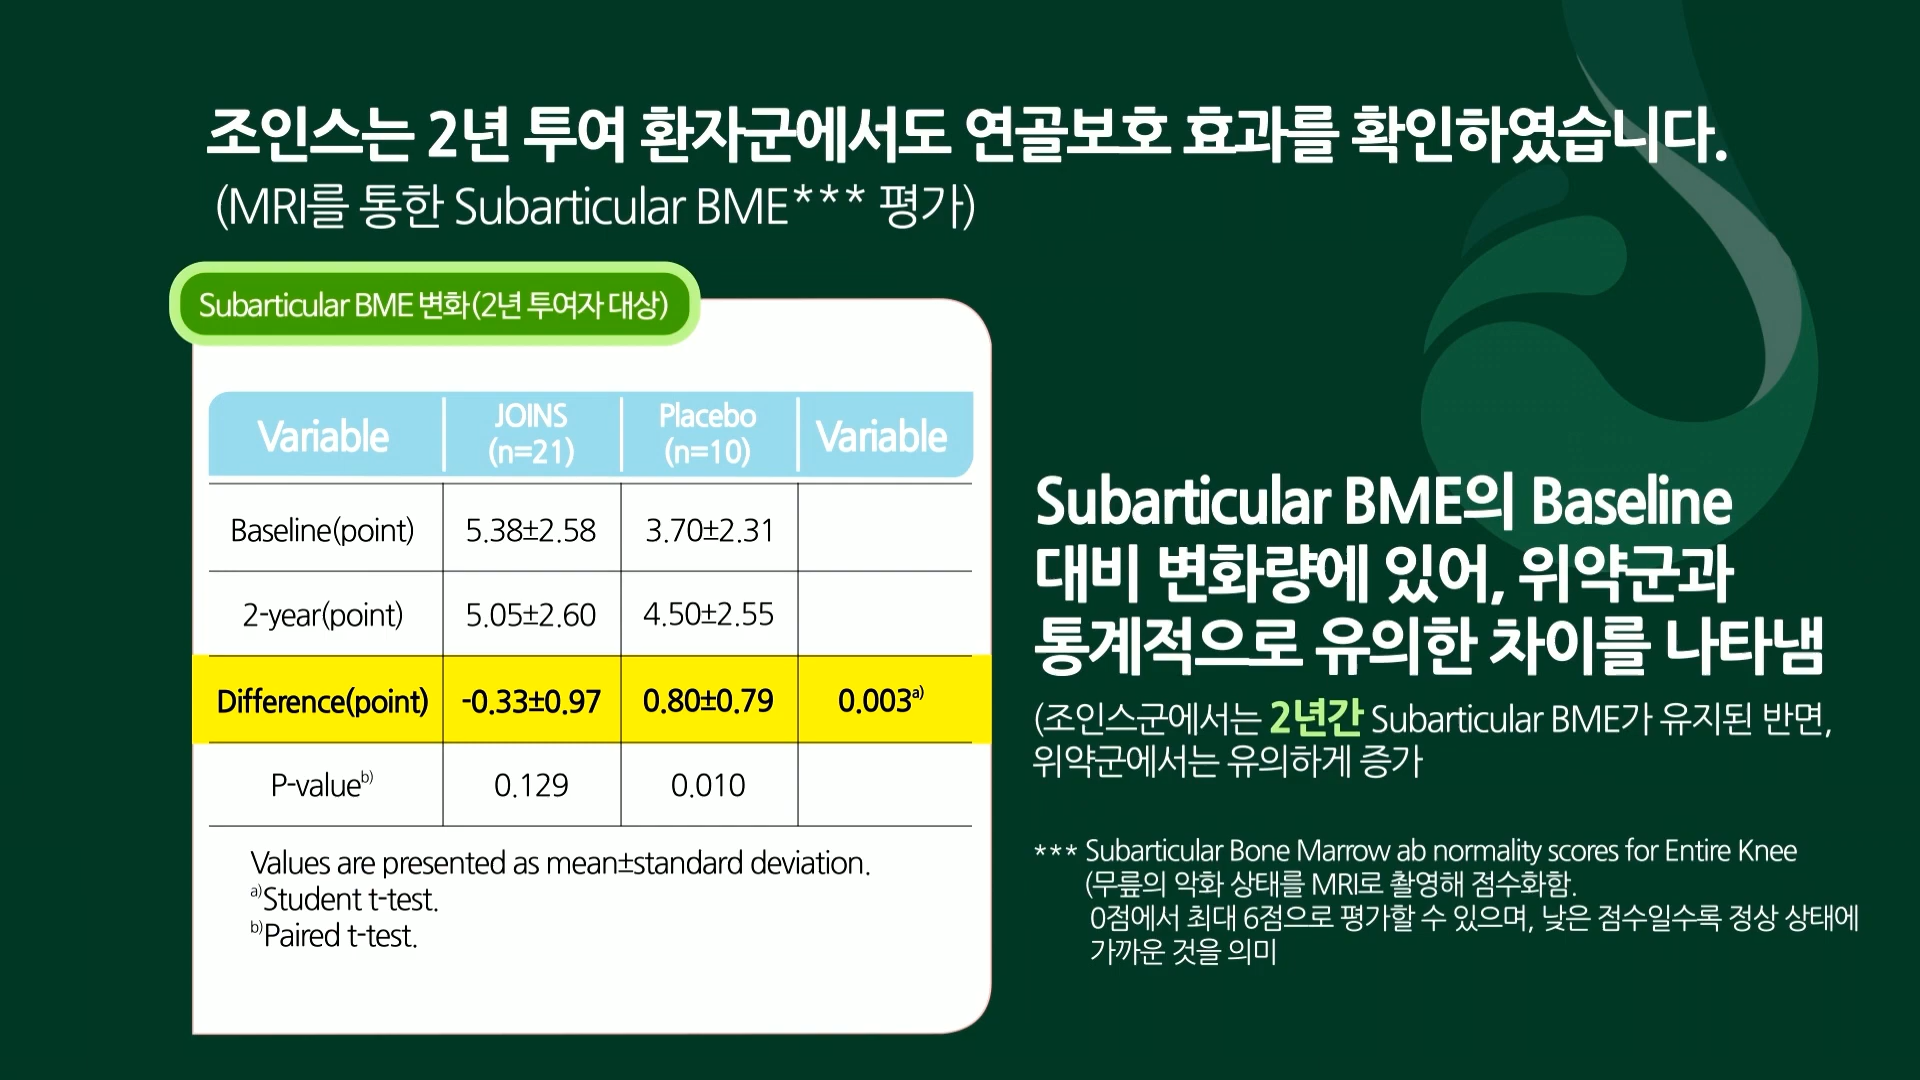 조인스는 2년 투여 환자군에서도 연골보호 효과를 확인하였습니다.
(MRI를 통한 Subarticular BME*** 평가)
Subarticular BME 변화 (2년 투여자 대상)
Variable JOINS (n=21) Placebo (n=10) Variable
Baseline(point) 5.38±2.58 3.70±2.31
2-year(point) 5.05±2.60 4.50±2.55
Difference(point) -0.33±0.97 0.80±0.79 0.003a)
P-valueb) 0.129 0.010
Values are presented as mean±standard deviation.
a)Student t-test.
b)Paired t-test.
Subarticular BME의 Baseline
대비 변화량에 있어, 위약군과
통계적으로 유의한 차이를 나타냄
(조인스군에서는 2년간 Subarticular BME가 유지된 반면,
위약군에서는 유의하게 증가
*** Subarticular Bone Marrow ab normality scores for Entire Knee
(무릎의 악화 상태를 MRI로 촬영해 점수화함.
0점에서 최대 6점으로 평가할 수 있으며, 낮은 점수일수록 정상 상태에
가까운 것을 의미